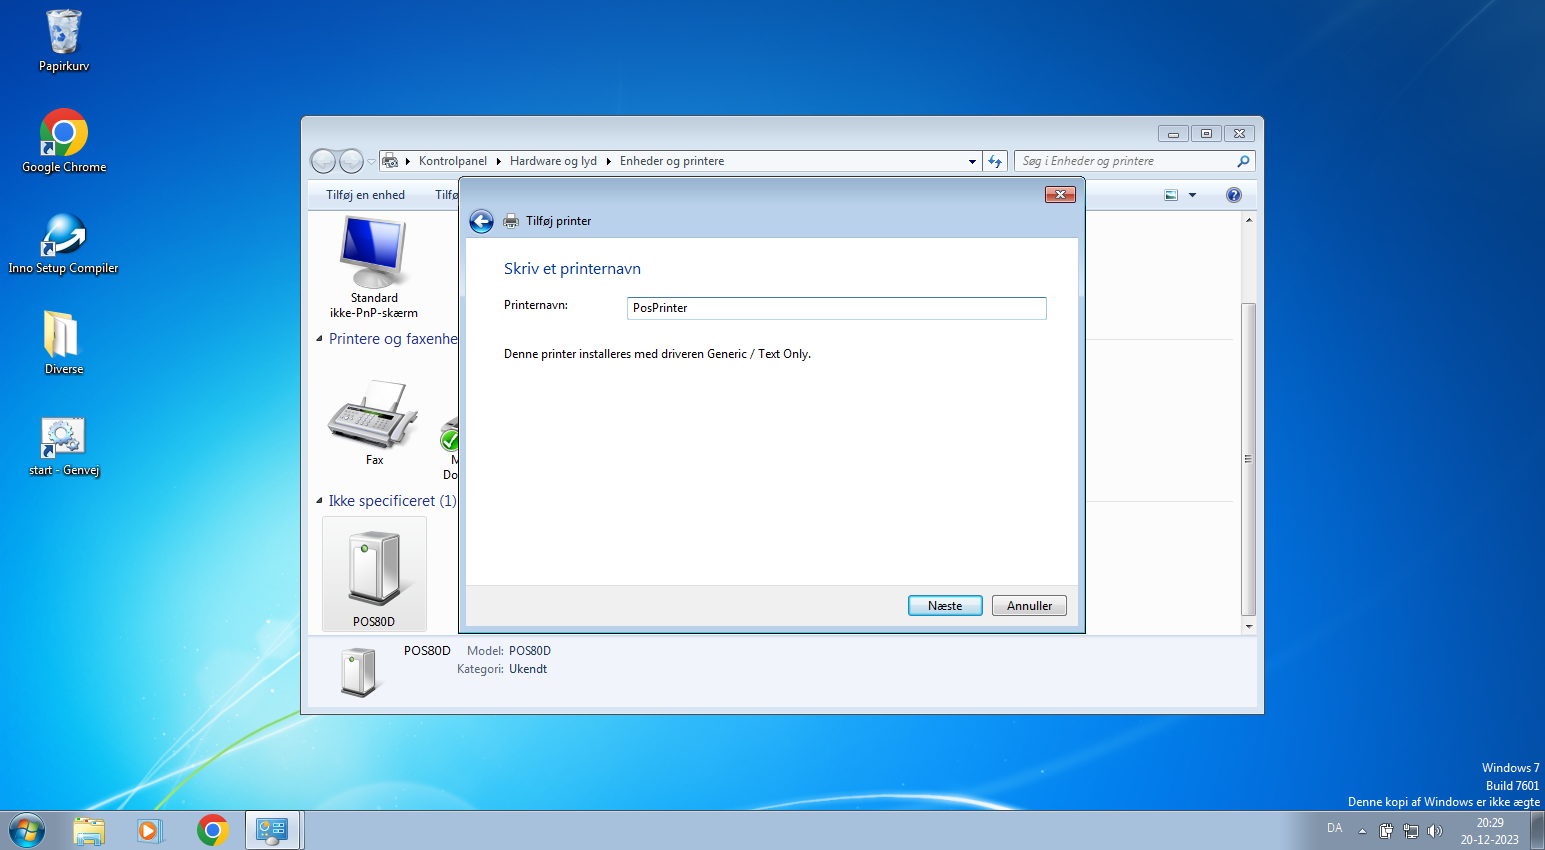 Papirkurv
Google Chrome
Inno Setup Compiler
Diverse
start - Genvej
Kontrolpanel
Hardware og lyd
Enheder og printere
Søg i Enheder og printere
Tilføj en enhed
Tilfø
Tilføj printer
Skriv et printernavn
Printernavn:
PosPrinter
Denne printer installeres med driveren Generic / Text Only.
Næste
Annuller
Standard
ikke-PnP-skærm
Printere og faxenhe
Fax
M
Do
Ikke specificeret (1)
POS80D
POS80D
Model: POS80D
Kategori: Ukendt
Windows 7
Build 7601
Denne kopi af Windows er ikke ægte
DA
20:29
20-12-2023